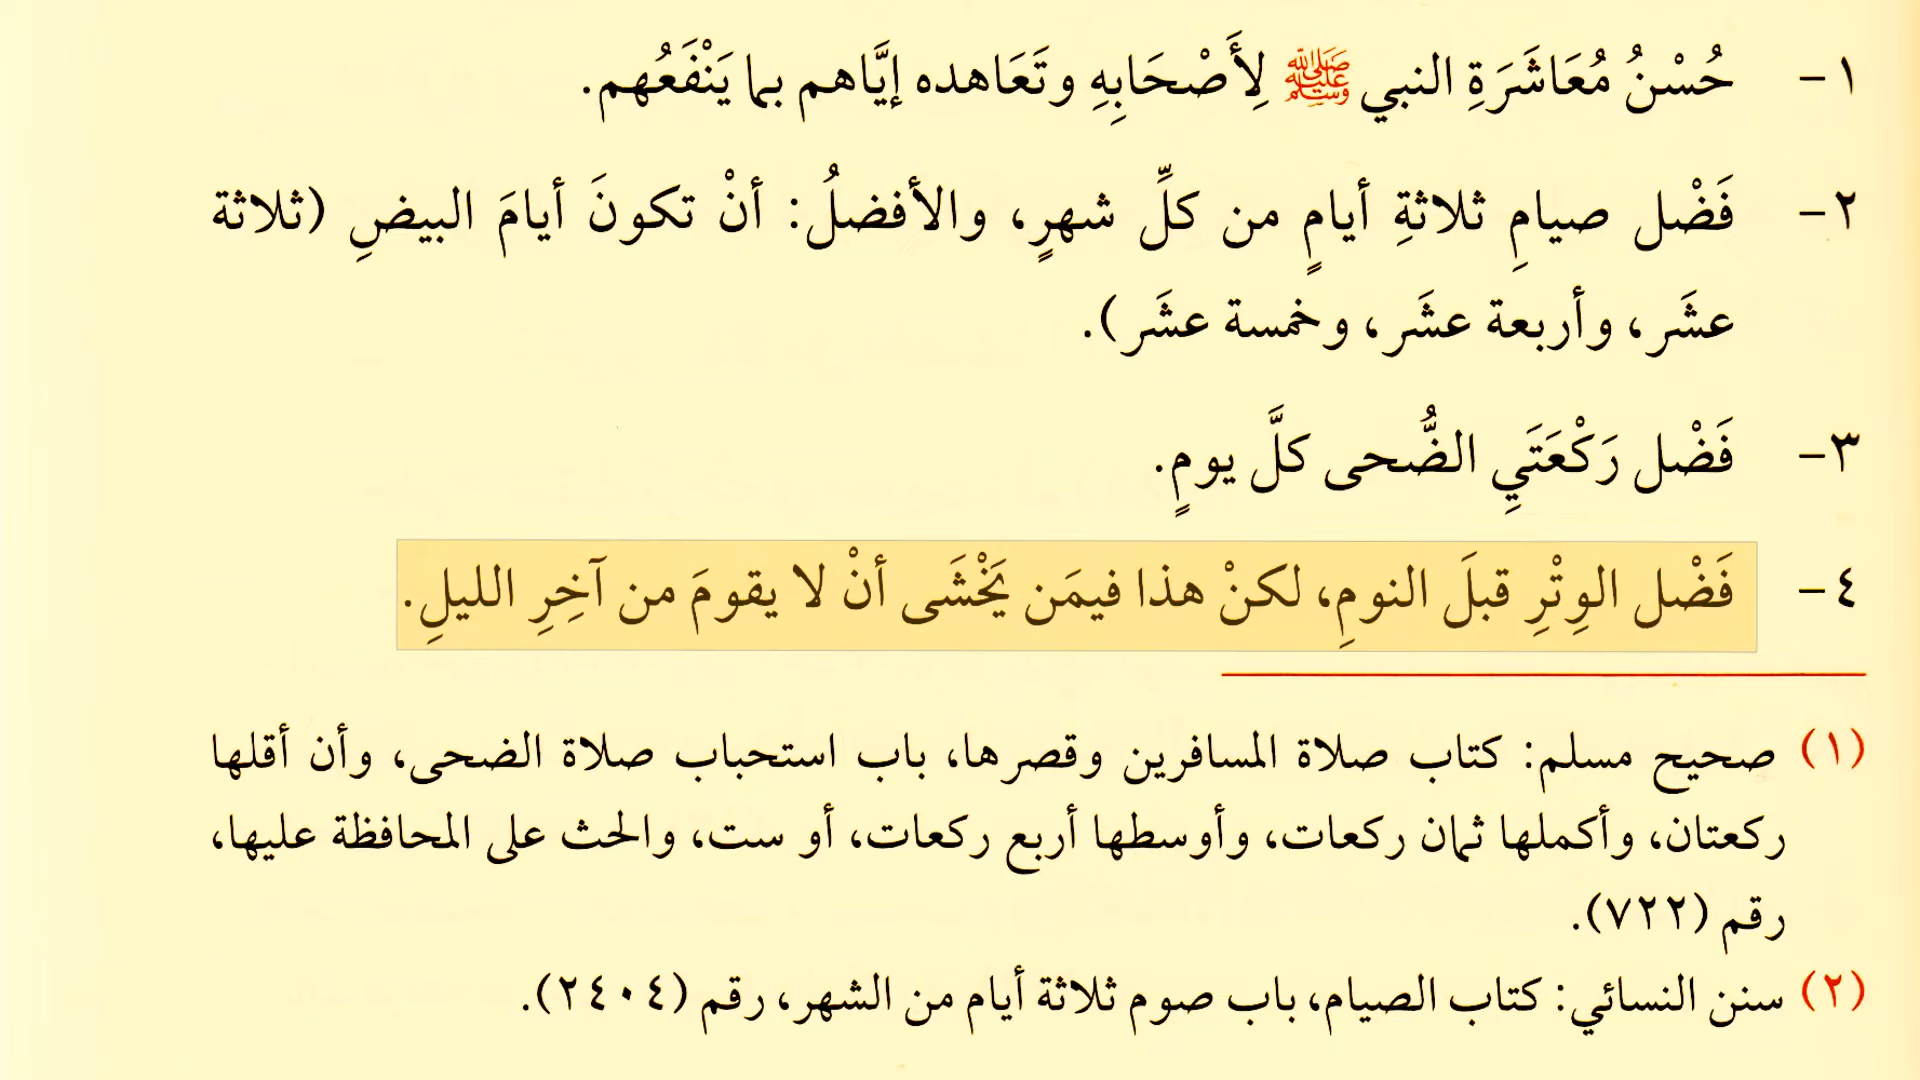 ١- حُسْنُ مُعَاشَرَةِ النبي ﷺ لِأَصْحَابِهِ وتَعَاهده إيَّاهم بما يَنْفَعُهم.
٢- فَضْل صيامِ ثلاثةِ أيامٍ من كلِّ شهرٍ، والأفضلُ: أنْ تكونَ أيامَ البيضِ (ثلاثة
عشَر، وأربعة عشَر، وخمسة عشَر).
٣- فَضْل رَكْعَتَيِ الضُّحى كلَّ يومٍ.
٤- فَضْل الوِتْرِ قبلَ النومِ، لكنْ هذا فيمَن يَخْشَى أنْ لا يقومَ من آخِرِ الليلِ.
(١) صحيح مسلم: كتاب صلاة المسافرين وقصرها، باب استحباب صلاة الضحى، وأن أقلها
ركعتان، وأكملها ثمان ركعات، وأوسطها أربع ركعات، أو ست، والحث على المحافظة عليها،
رقم (٧٢٢).
(٢) سنن النسائي: كتاب الصيام، باب صوم ثلاثة أيام من الشهر، رقم (٢٤٠٤).